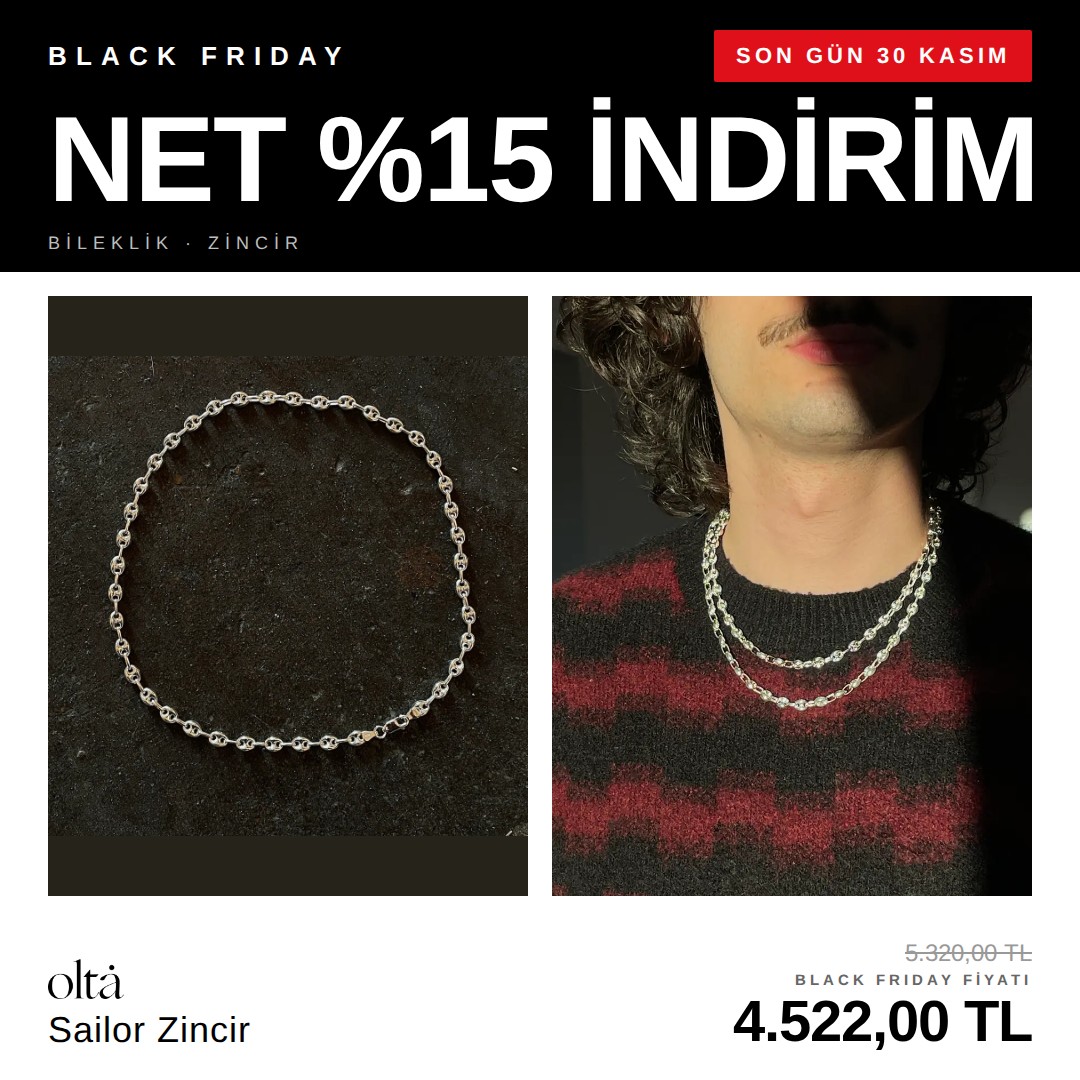 BLACK FRIDAY
SON GÜN 30 KASIM
NET %15 İNDİRİM
BİLEKLİK · ZİNCİR
olta
Sailor Zincir
5.320,00 TL
BLACK FRIDAY FİYATI
4.522,00 TL